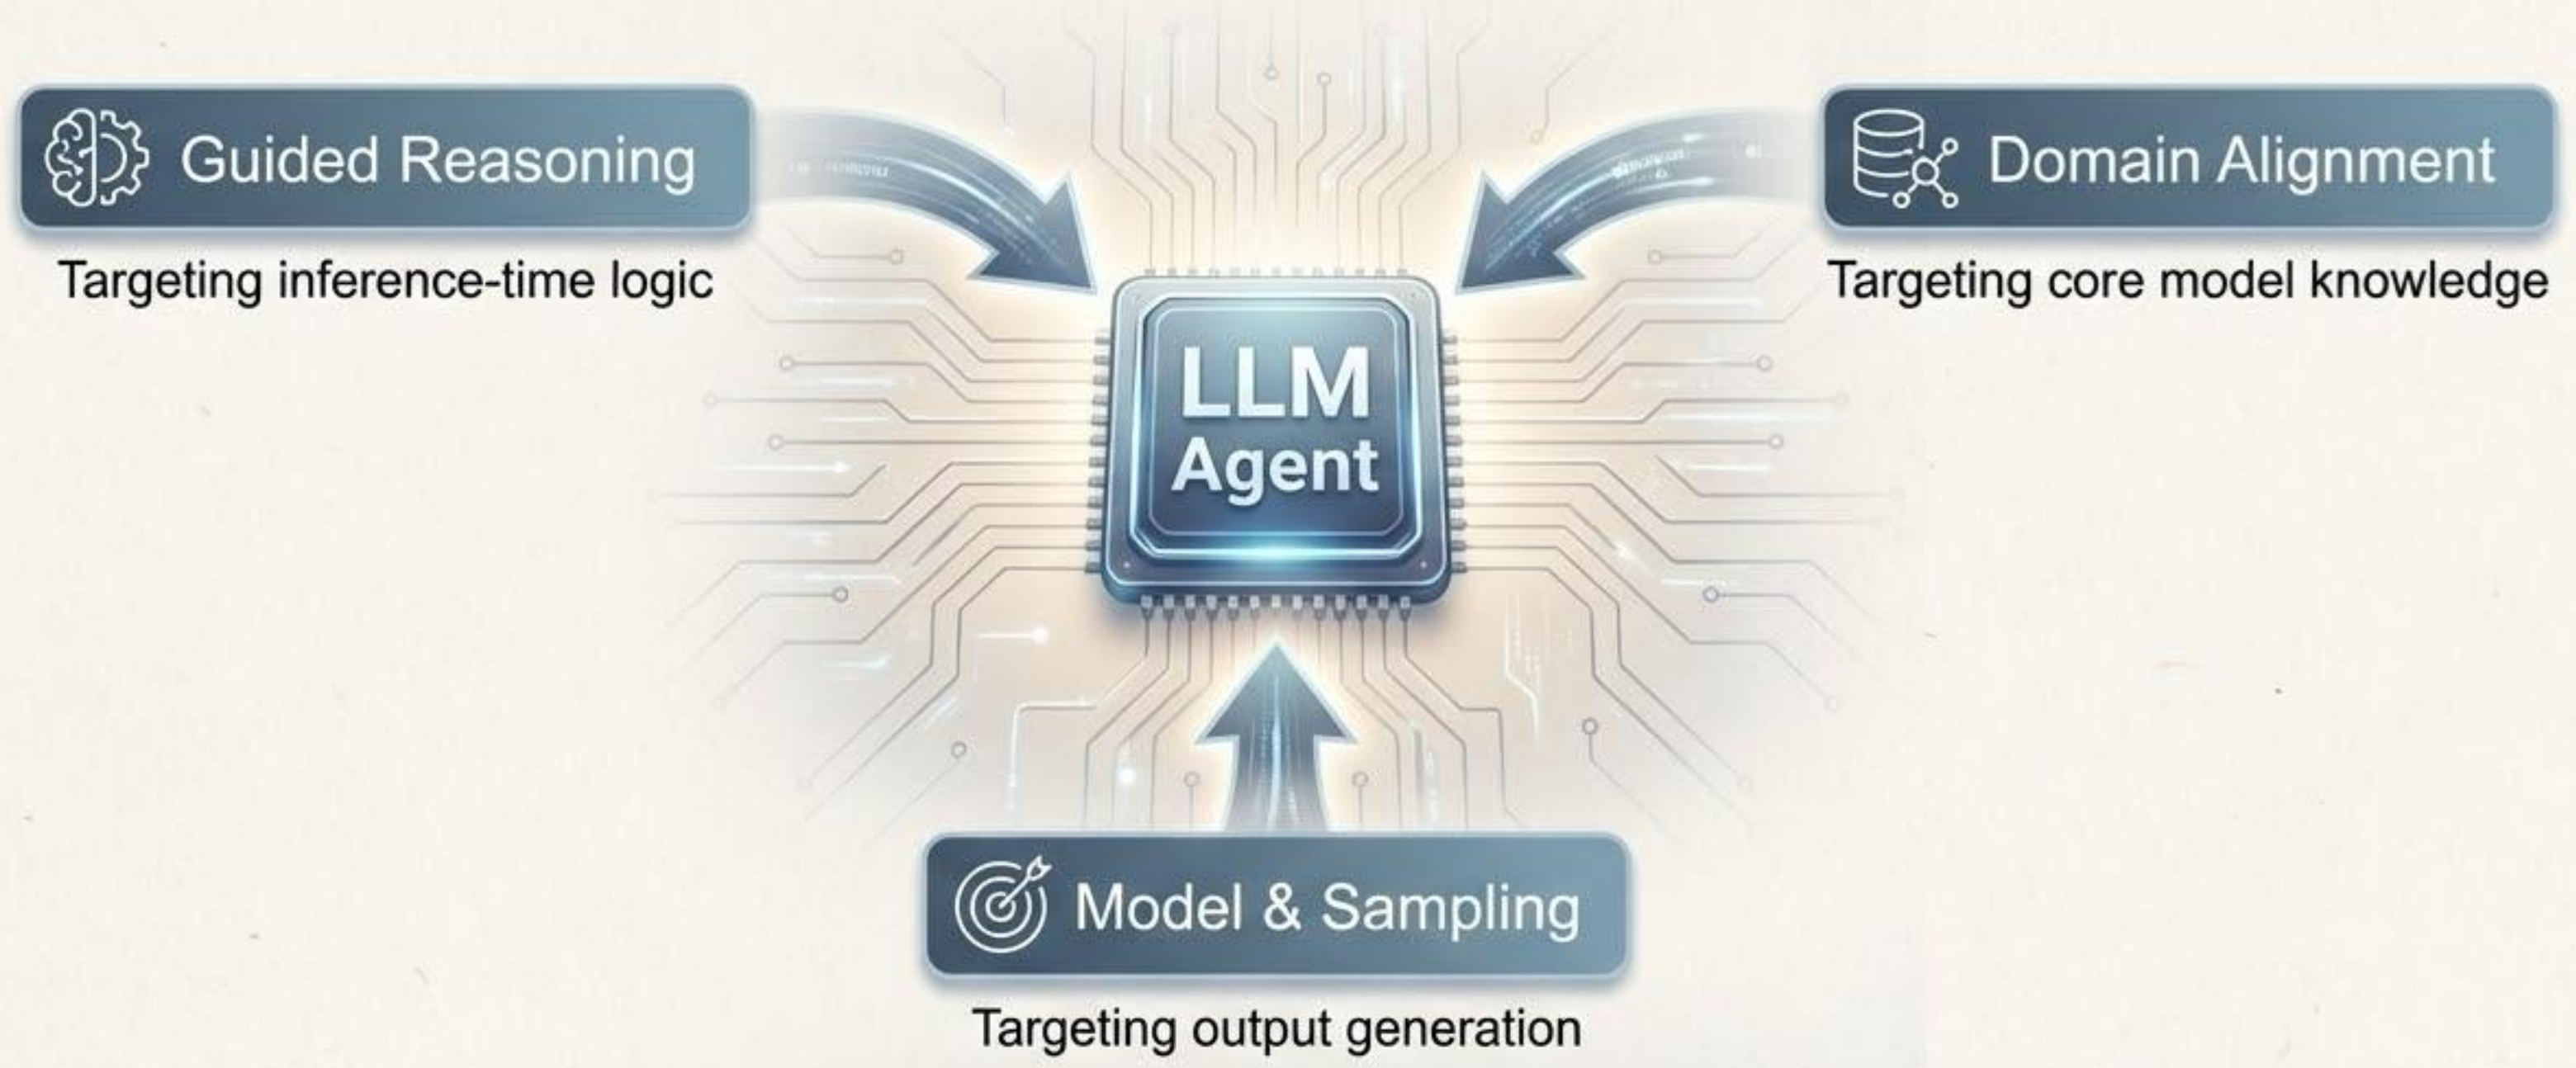 Guided Reasoning
Targeting inference-time logic
Domain Alignment
Targeting core model knowledge
LLM
Agent
Model & Sampling
Targeting output generation